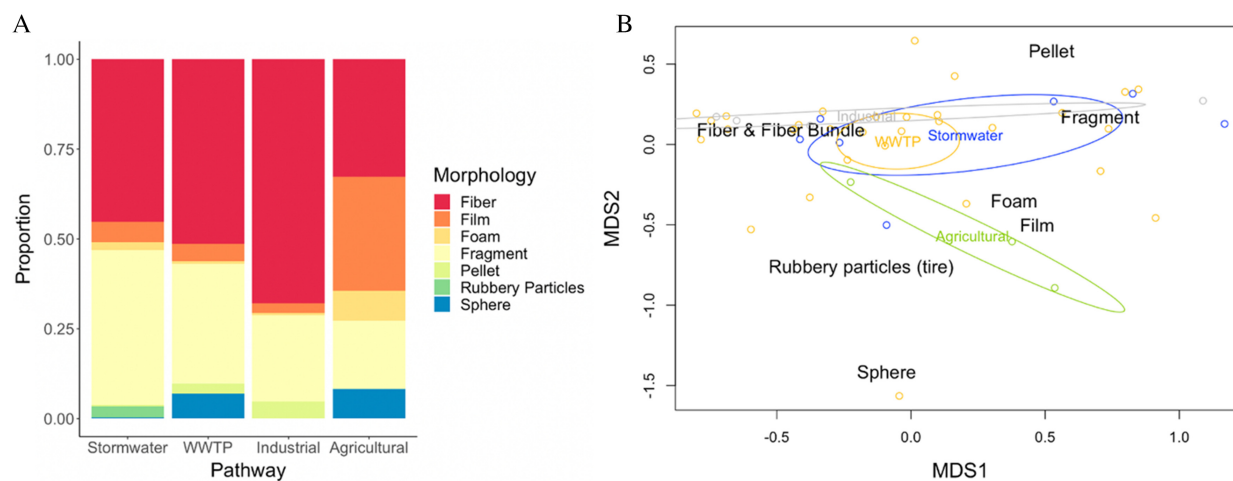 A
1.00
0.75
0.50
0.25
0.00
Proportion
Stormwater WWTP Industrial Agricultural
Pathway
Morphology
Fiber
Film
Foam
Fragment
Pellet
Rubbery Particles
Sphere
B
Pellet
Industrial
Fragment
Fiber & Fiber Bundle
WWTP
Stormwater
Foam
Film
Agricultural
Rubbery particles (tire)
Sphere
0.5
0.0
-0.5
-1.0
-1.5
MDS2
-0.5 0.0 0.5 1.0
MDS1